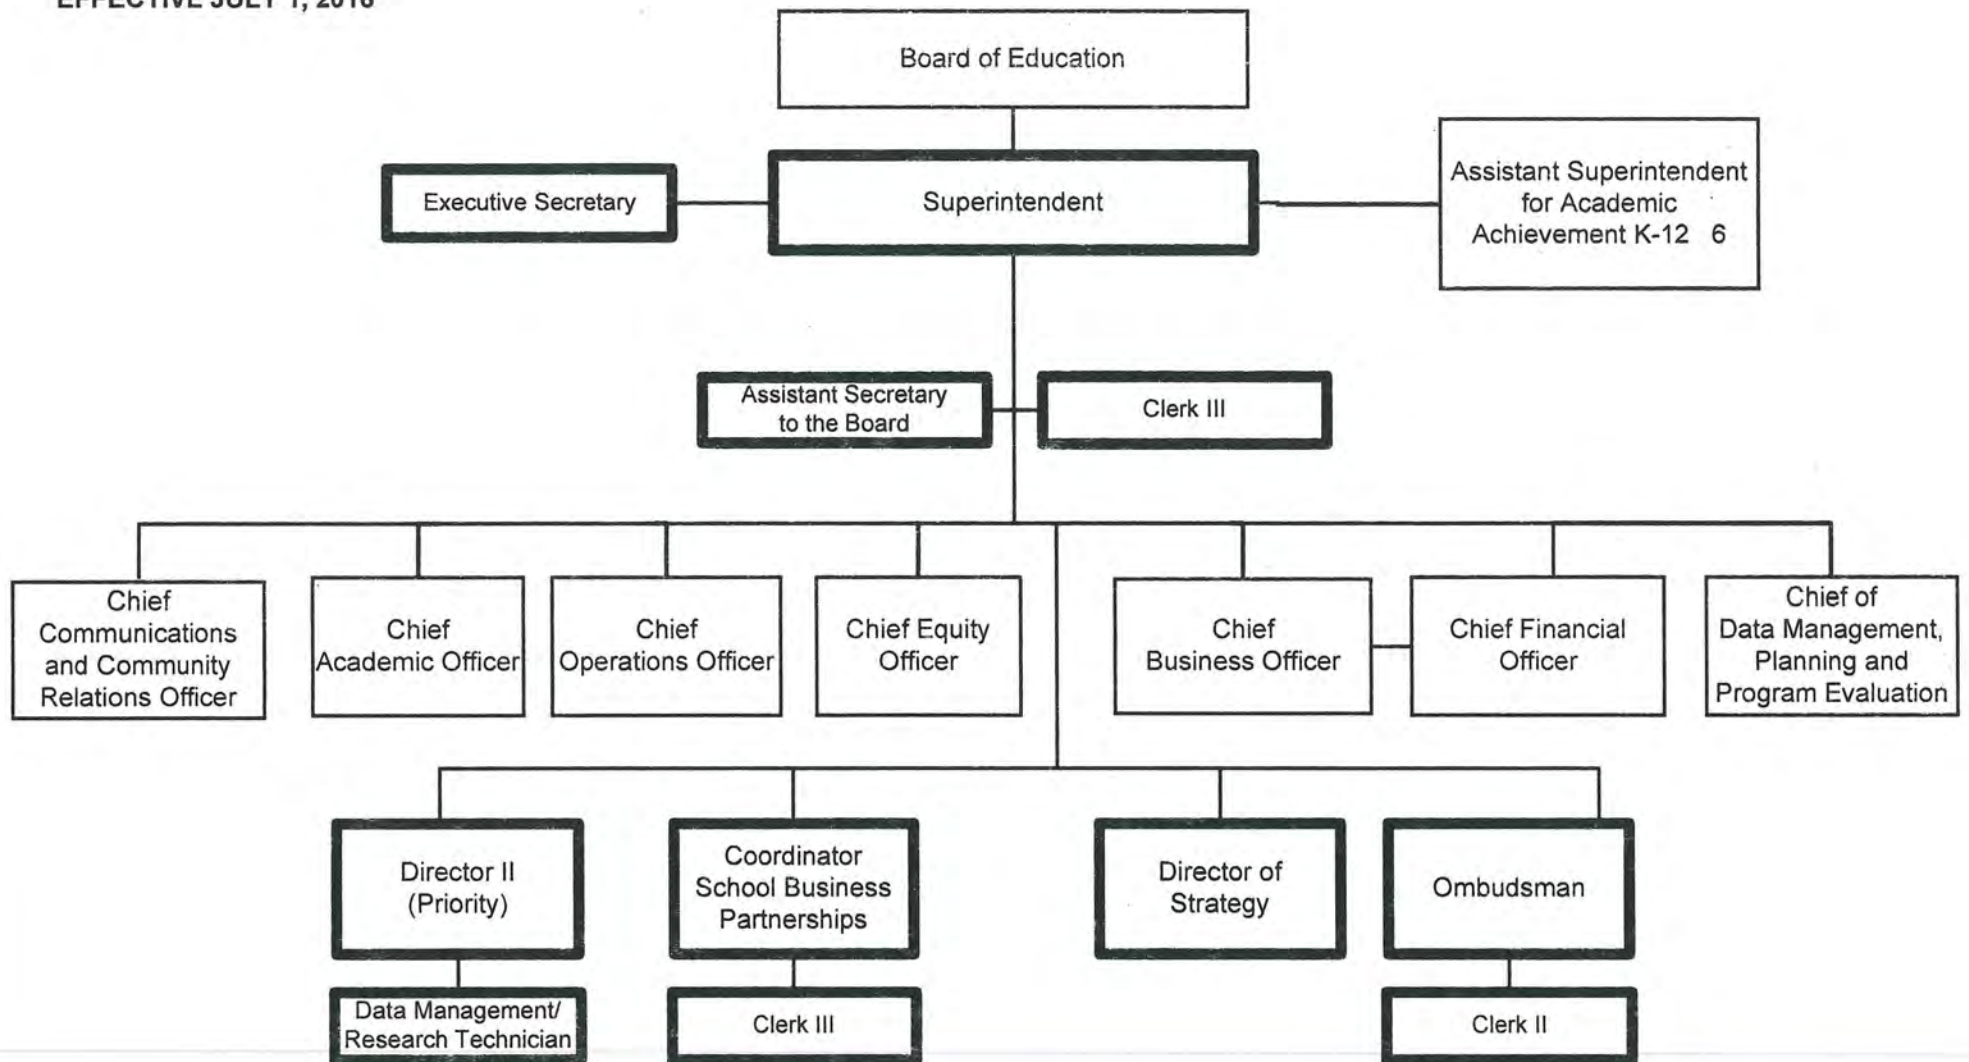 Board of Education
Executive Secretary
Superintendent
Assistant Superintendent
for Academic
Achievement K-12 6
Assistant Secretary
to the Board
Clerk III
Chief
Communications
and Community
Relations Officer
Chief
Academic Officer
Chief
Operations Officer
Chief Equity
Officer
Chief
Business Officer
Chief Financial
Officer
Chief of
Data Management,
Planning and
Program Evaluation
Director II
(Priority)
Coordinator
School Business
Partnerships
Director of
Strategy
Ombudsman
Data Management/
Research Technician
Clerk III
Clerk II